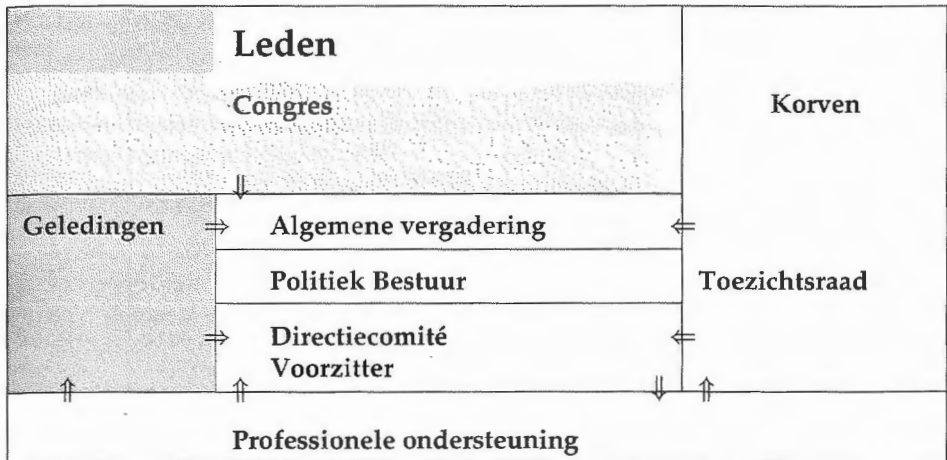 Leden
Congres
Korven
Geledingen
⇒ Algemene vergadering ⇐
Politiek Bestuur
Toezichtsraad
⇒ Directiecomité ⇐
Voorzitter
Professionele ondersteuning